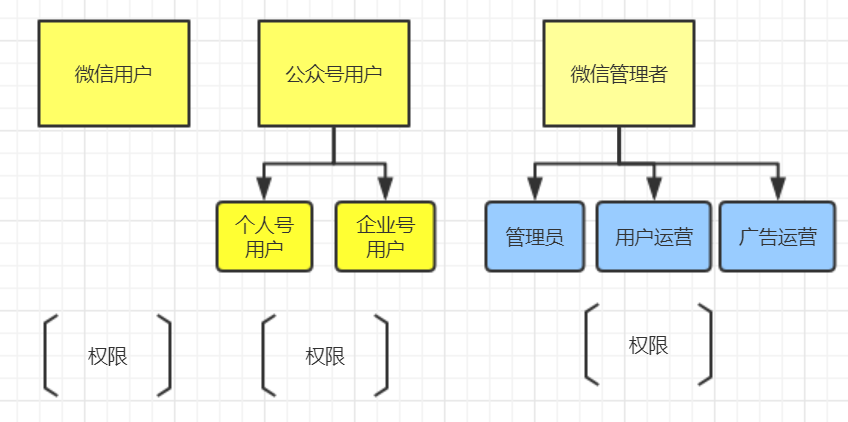 微信用户
公众号用户
微信管理者
个人号
用户
企业号
用户
管理员
用户运营
广告运营
权限
权限
权限